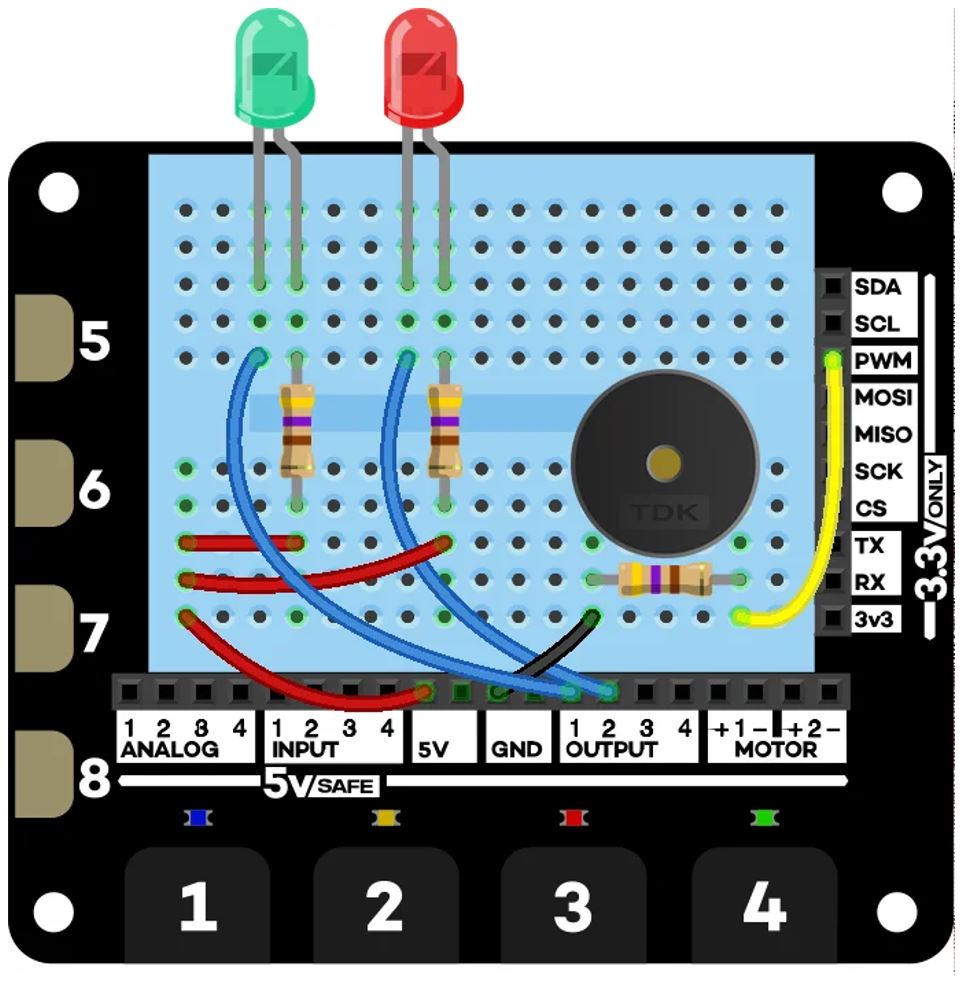 SDA
SCL
PWM
MOSI
MISO
SCK
CS
TX
RX
3v3
3.3v/ONLY
TDK
5
6
7
8
1 2 3 4
ANALOG
1 2 3 4
INPUT
5V
GND
1 2 3 4
OUTPUT
+1- +2-
MOTOR
5V/SAFE
1 2 3 4